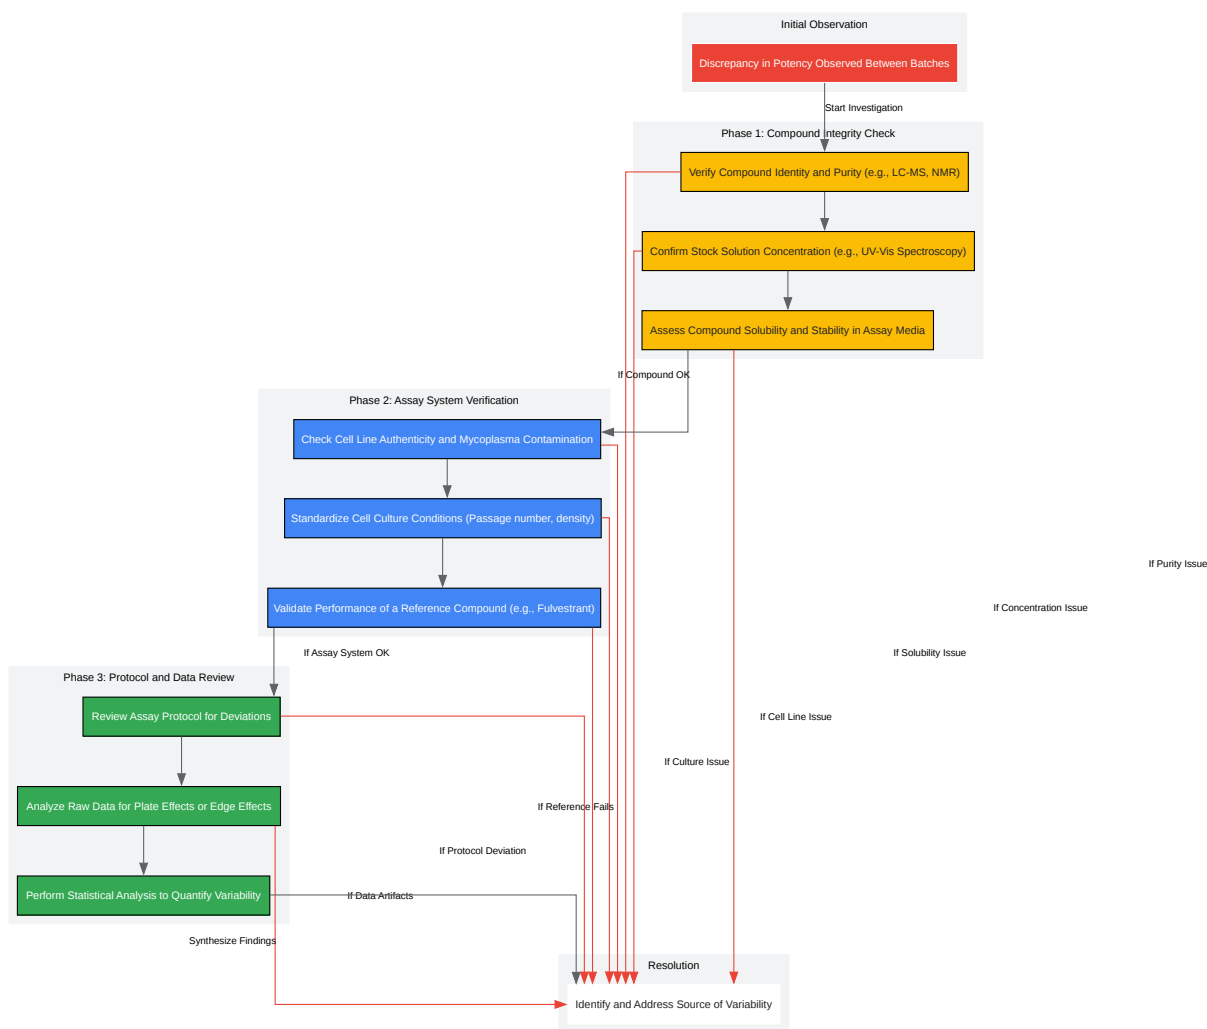 Initial Observation
Discrepancy in Potency Observed Between Batches
Start Investigation
Phase 1: Compound Integrity Check
Verify Compound Identity and Purity (e.g., LC-MS, NMR)
Confirm Stock Solution Concentration (e.g., UV-Vis Spectroscopy)
Assess Compound Solubility and Stability in Assay Media
If Compound OK
Phase 2: Assay System Verification
Check Cell Line Authenticity and Mycoplasma Contamination
Standardize Cell Culture Conditions (Passage number, density)
If Purity Issue
Validate Performance of a Reference Compound (e.g., Fulvestrant)
If Concentration Issue
If Assay System OK
If Solubility Issue
Phase 3: Protocol and Data Review
Review Assay Protocol for Deviations
If Cell Line Issue
If Culture Issue
Analyze Raw Data for Plate Effects or Edge Effects
If Reference Fails
If Protocol Deviation
Perform Statistical Analysis to Quantify Variability
If Data Artifacts
Synthesize Findings
Resolution
Identify and Address Source of Variability